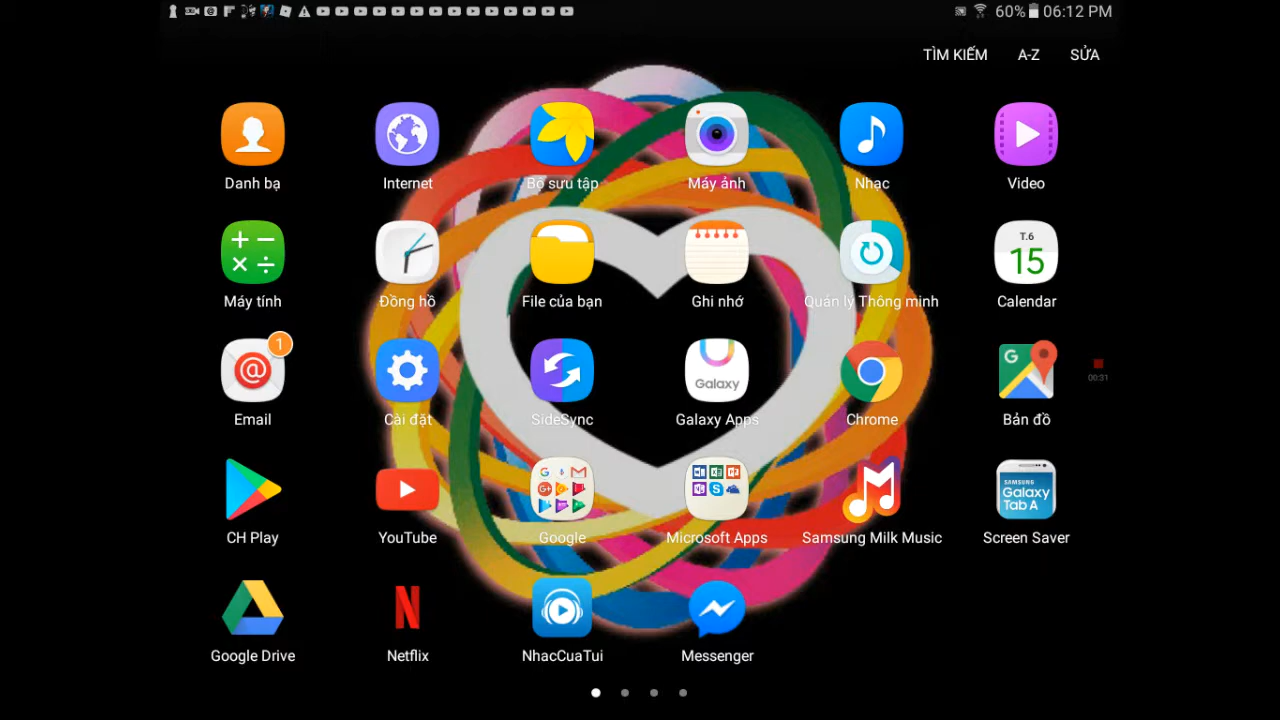 60% 06:12 PM
TÌM KIẾM A-Z SỬA
Danh bạ Internet Bộ sưu tập Máy ảnh Nhạc Video
T.6
15
Máy tính Đồng hồ File của bạn Ghi nhớ Quản lý Thông minh Calendar
1
@
Galaxy
G
00:31
Email Cài đặt SideSync Galaxy Apps Chrome Bản đồ
SAMSUNG
Galaxy
Tab A
CH Play YouTube Google Microsoft Apps Samsung Milk Music Screen Saver
N
Google Drive Netflix NhacCuaTui Messenger